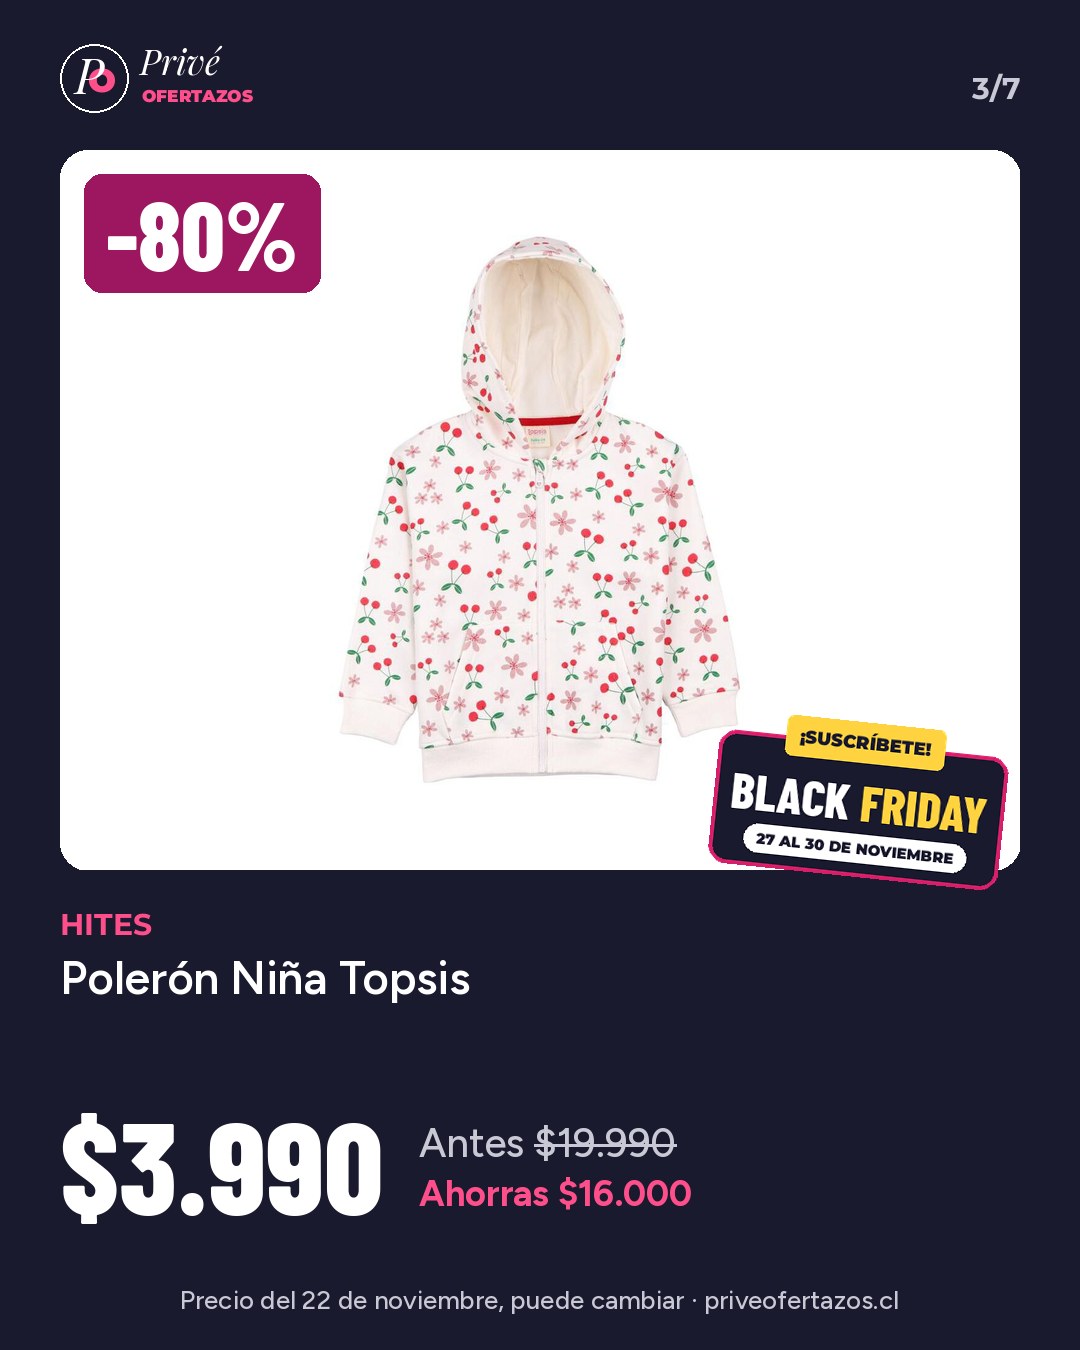 Privé
OFERTAZOS
3/7
-80%
topsis
¡SUSCRÍBETE!
BLACK FRIDAY
27 AL 30 DE NOVIEMBRE
HITES
Polerón Niña Topsis
$3.990
Antes $19.990
Ahorras $16.000
Precio del 22 de noviembre, puede cambiar · priveofertazos.cl